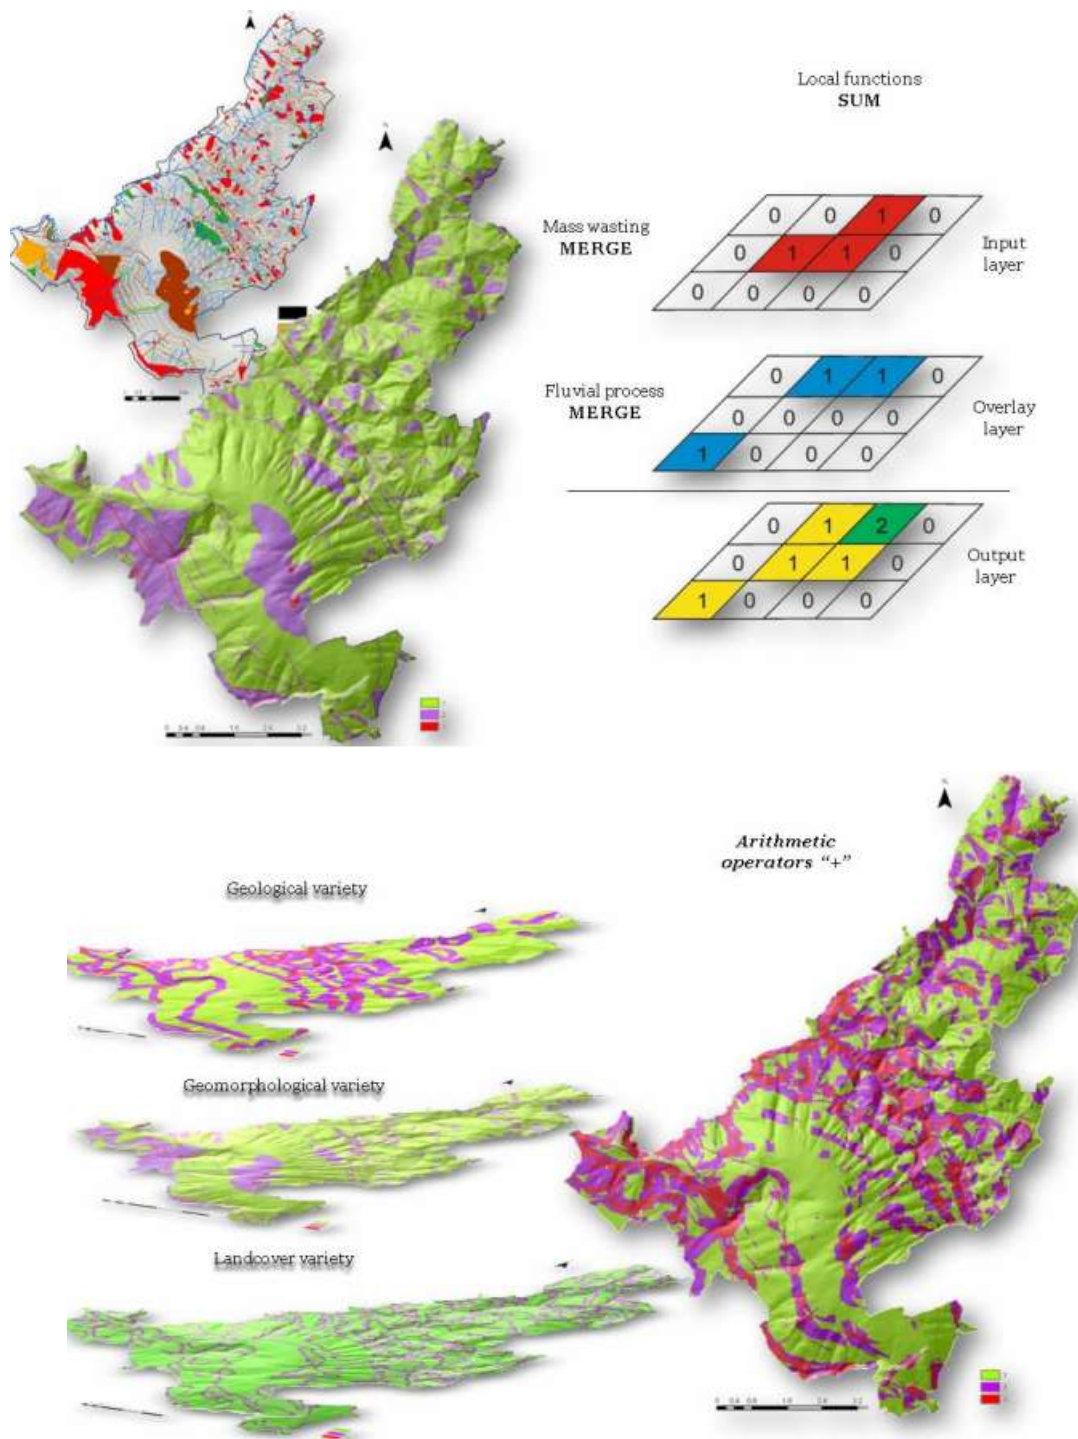 Local functions
SUM
Mass wasting
MERGE
0 0 1 0
0 1 1 0
0 0 0 0
Input
layer
Fluvial process
MERGE
0 1 1 0
0 0 0 0
1 0 0 0
Overlay
layer
0 1 2 0
0 1 1 0
1 0 0 0
Output
layer
Arithmetic
operators “+”
Geological variety
Geomorphological variety
Landcover variety